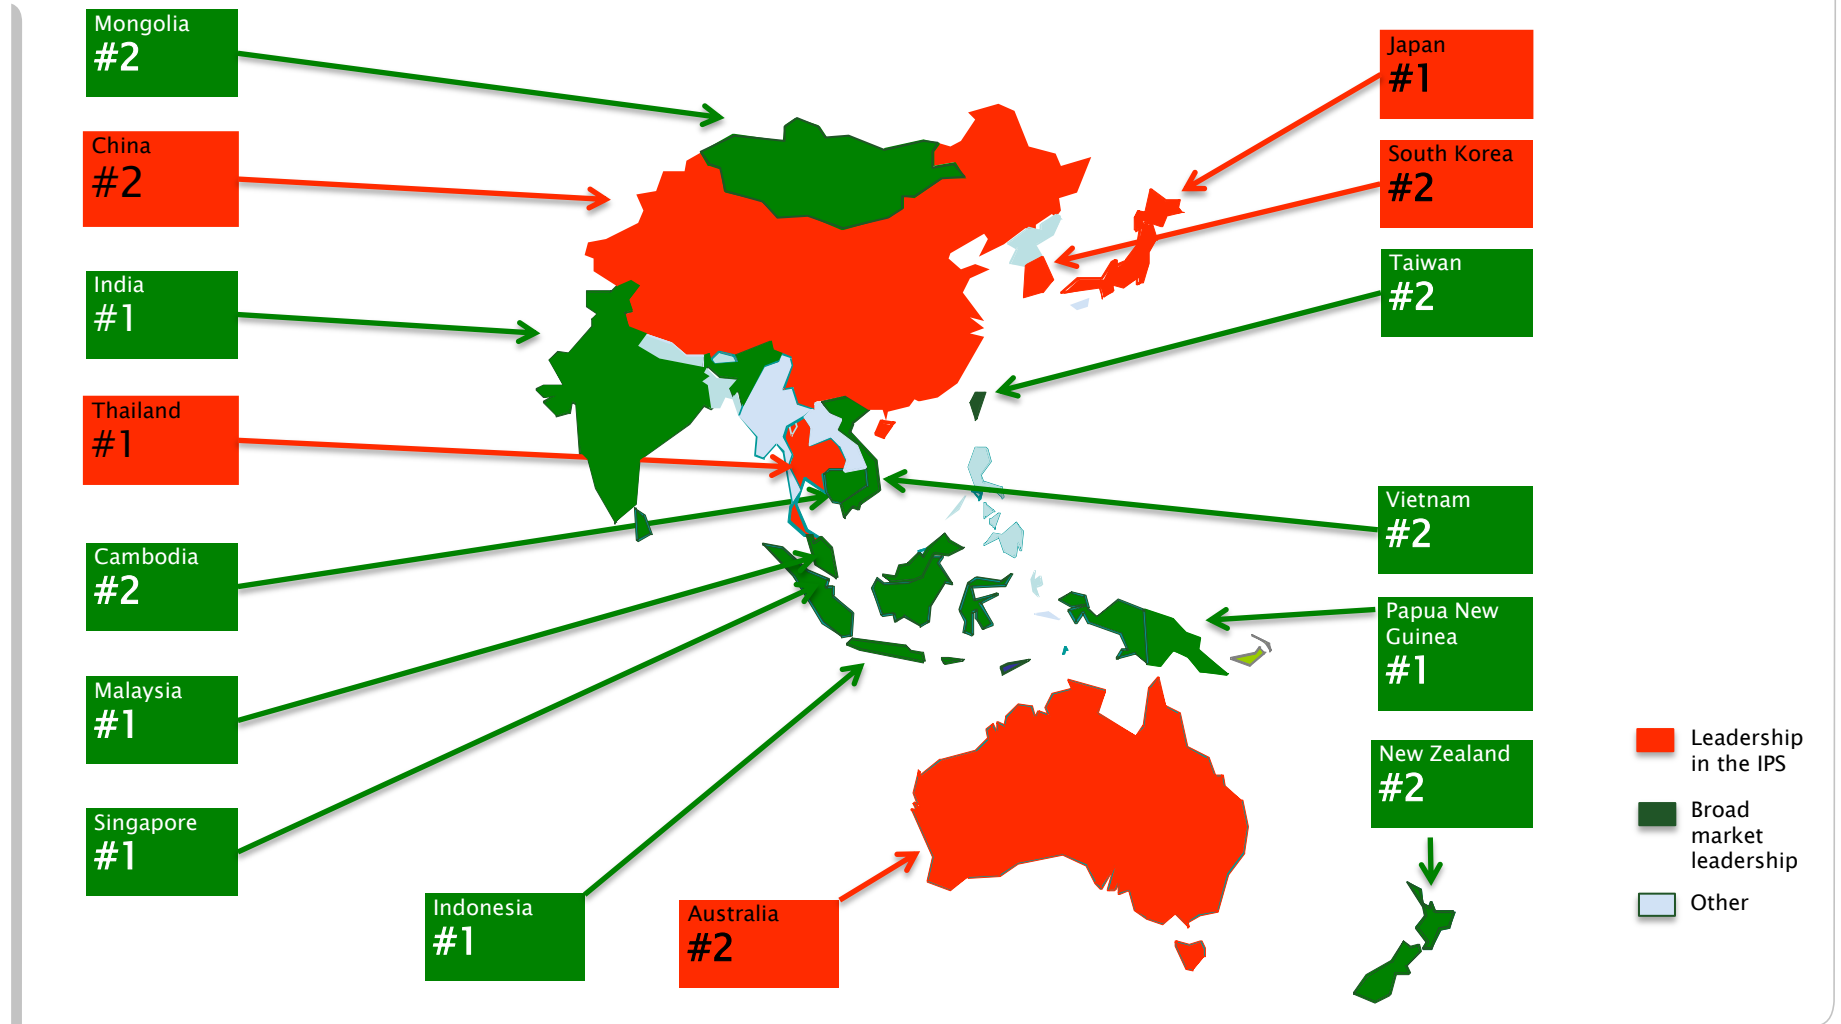 Mongolia
#2
China
#2
India
#1
Thailand
#1
Cambodia
#2
Malaysia
#1
Singapore
#1
Indonesia
#1
Australia
#2
Japan
#1
South Korea
#2
Taiwan
#2
Vietnam
#2
Papua New
Guinea
#1
New Zealand
#2
Leadership
in the IPS
Broad
market
leadership
Other